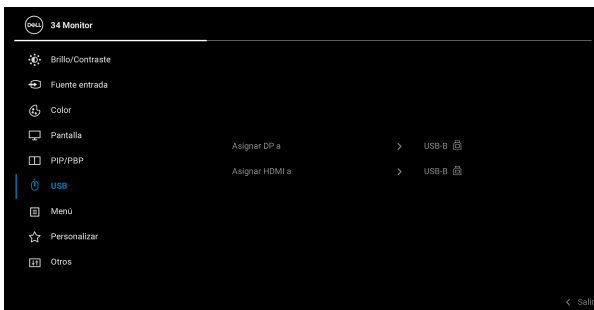 DELL 34 Monitor
Brillo/Contraste
Fuente entrada
Color
Pantalla
Asignar DP a USB-B
PIP/PBP
Asignar HDMI a USB-B
USB
Menú
Personalizar
Otros
Salir